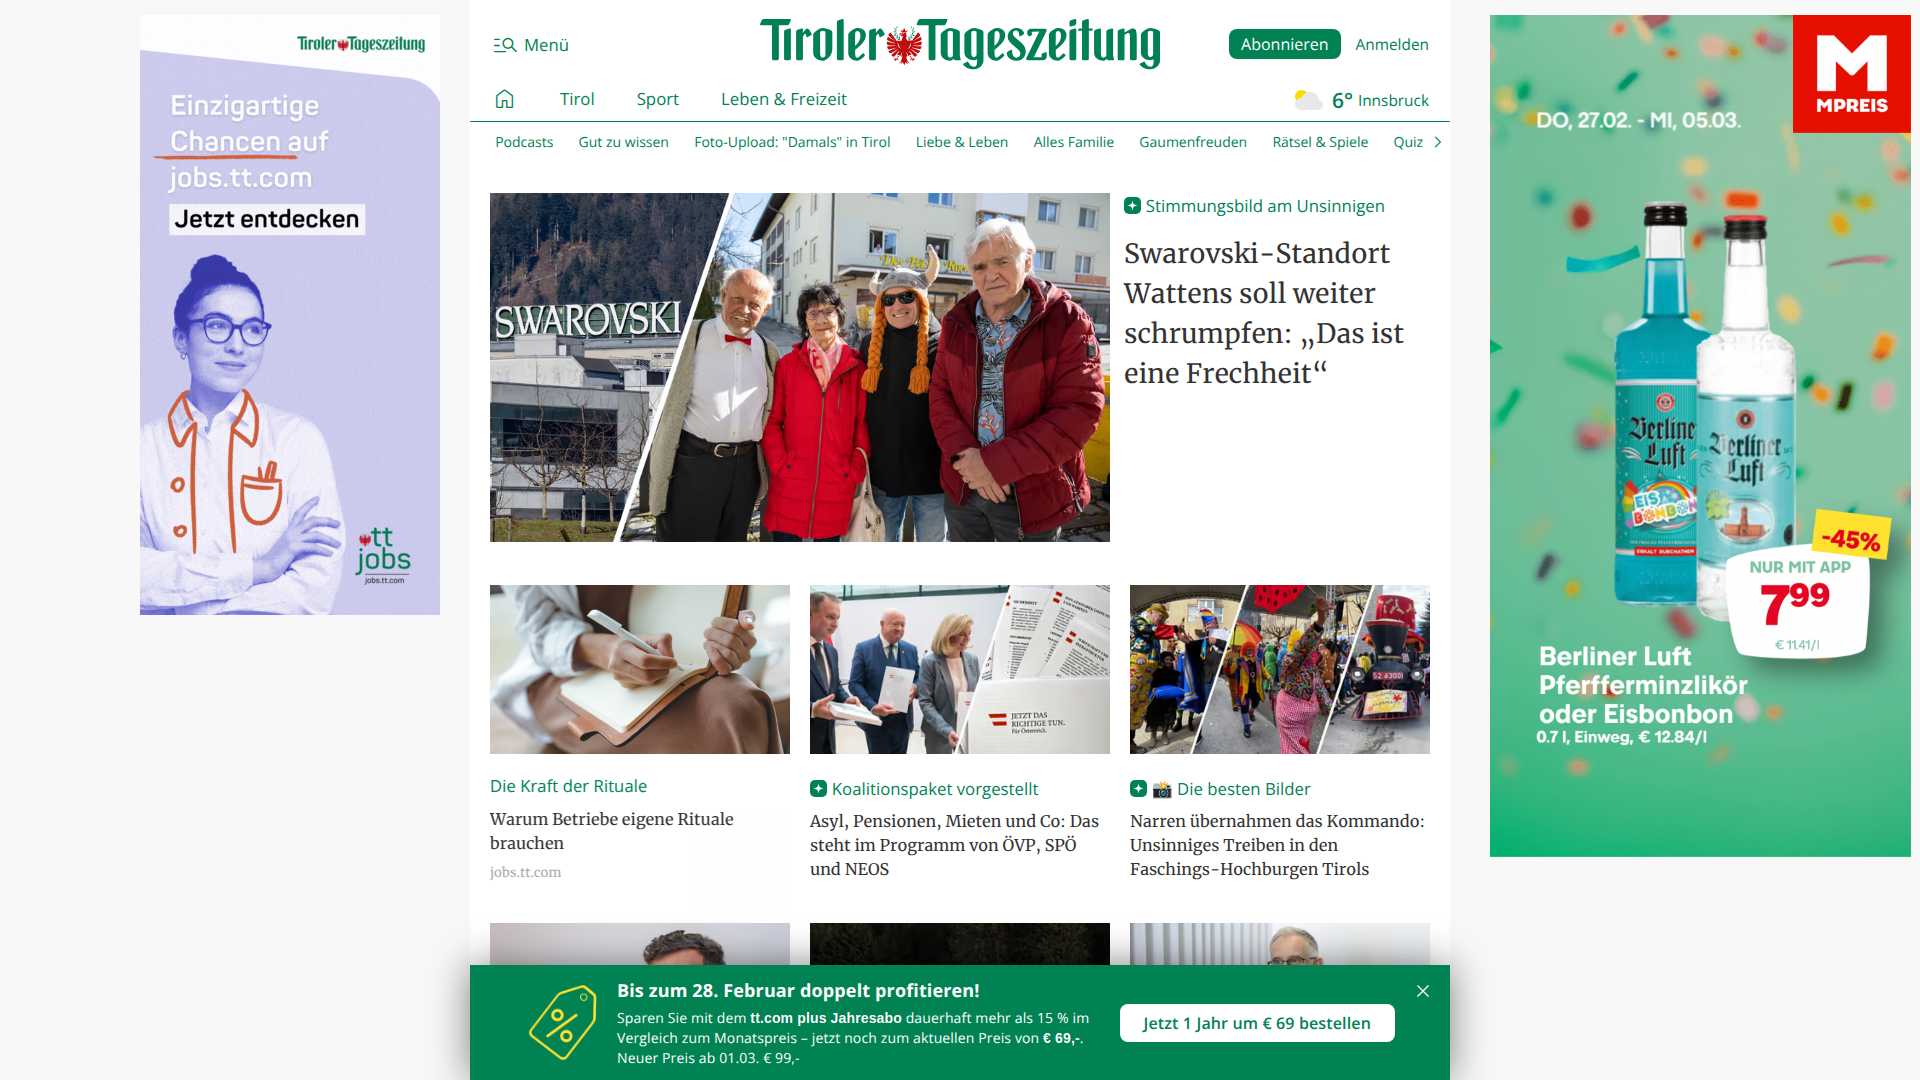 Tiroler Tageszeitung
Einzigartige
Chancen auf
jobs.tt.com
Jetzt entdecken
tt
jobs
jobs.tt.com
Menü
Tiroler Tageszeitung
Abonnieren
Anmelden
Tirol
Sport
Leben & Freizeit
6° Innsbruck
Podcasts
Gut zu wissen
Foto-Upload: "Damals" in Tirol
Liebe & Leben
Alles Familie
Gaumenfreuden
Rätsel & Spiele
Quiz
SWAROVSKI
Stimmungsbild am Unsinnigen
Swarovski-Standort
Wattens soll weiter
schrumpfen: „Das ist
eine Frechheit“
JETZT DAS
RICHTIGE TUN.
Für Österreich.
Die Kraft der Rituale
Warum Betriebe eigene Rituale
brauchen
jobs.tt.com
Koalitionspaket vorgestellt
Asyl, Pensionen, Mieten und Co: Das
steht im Programm von ÖVP, SPÖ
und NEOS
Die besten Bilder
Narren übernahmen das Kommando:
Unsinniges Treiben in den
Faschings-Hochburgen Tirols
Bis zum 28. Februar doppelt profitieren!
Sparen Sie mit dem tt.com plus Jahresabo dauerhaft mehr als 15 % im
Vergleich zum Monatspreis – jetzt noch zum aktuellen Preis von € 69,-.
Neuer Preis ab 01.03. € 99,-
Jetzt 1 Jahr um € 69 bestellen
M
MPREIS
DO, 27.02. - MI, 05.03.
Berliner
Luft
EIS
BONBON
Berliner
Luft
-45%
NUR MIT APP
7⁹⁹
€ 11.41/l
Berliner Luft
Pferfferminzlikör
oder Eisbonbon
0.7 l, Einweg, € 12.84/l